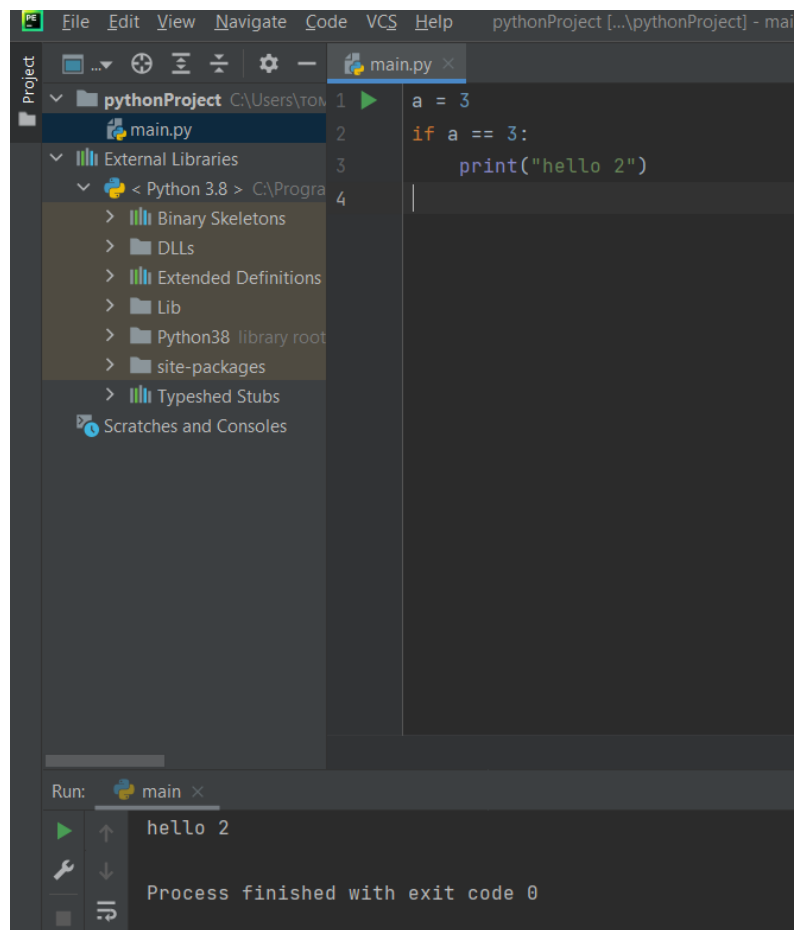 PE File Edit View Navigate Code VCS Help pythonProject [...\pythonProject] - mai
Project
... main.py
pythonProject C:\Users\том
main.py
External Libraries
< Python 3.8 > C:\Progra
Binary Skeletons
DLLs
Extended Definitions
Lib
Python38 library root
site-packages
Typeshed Stubs
Scratches and Consoles
1 a = 3
2 if a == 3:
3 print("hello 2")
4
Run: main
hello 2
Process finished with exit code 0